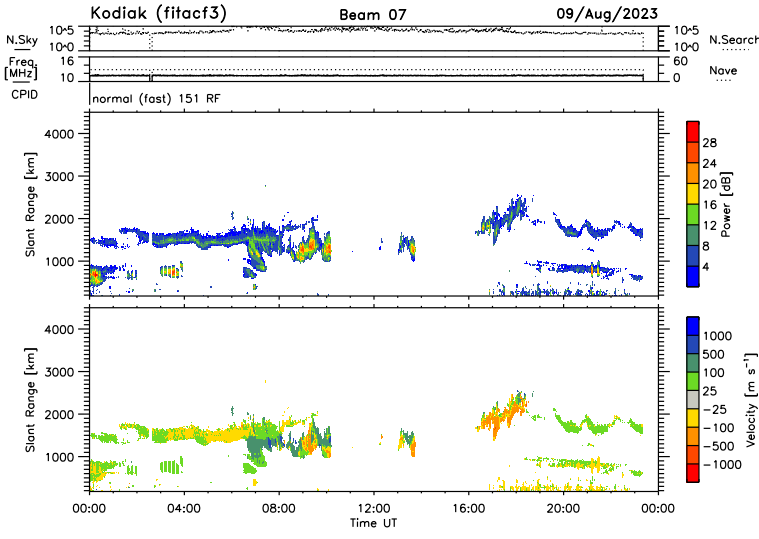 Kodiak (fitacf3) Beam 07 09/Aug/2023
N.Sky 10^5 10^0 10^5 10^0 N.Search
Freq. [MHz] 16 10 60 0 Nave
CPID normal (fast) 151 RF
Slant Range [km] 4000 3000 2000 1000
Power [dB] 28 24 20 16 12 8 4
Slant Range [km] 4000 3000 2000 1000
Velocity [m s⁻¹] 1000 500 100 25 −25 −100 −500 −1000
00:00 04:00 08:00 12:00 16:00 20:00 00:00
Time UT